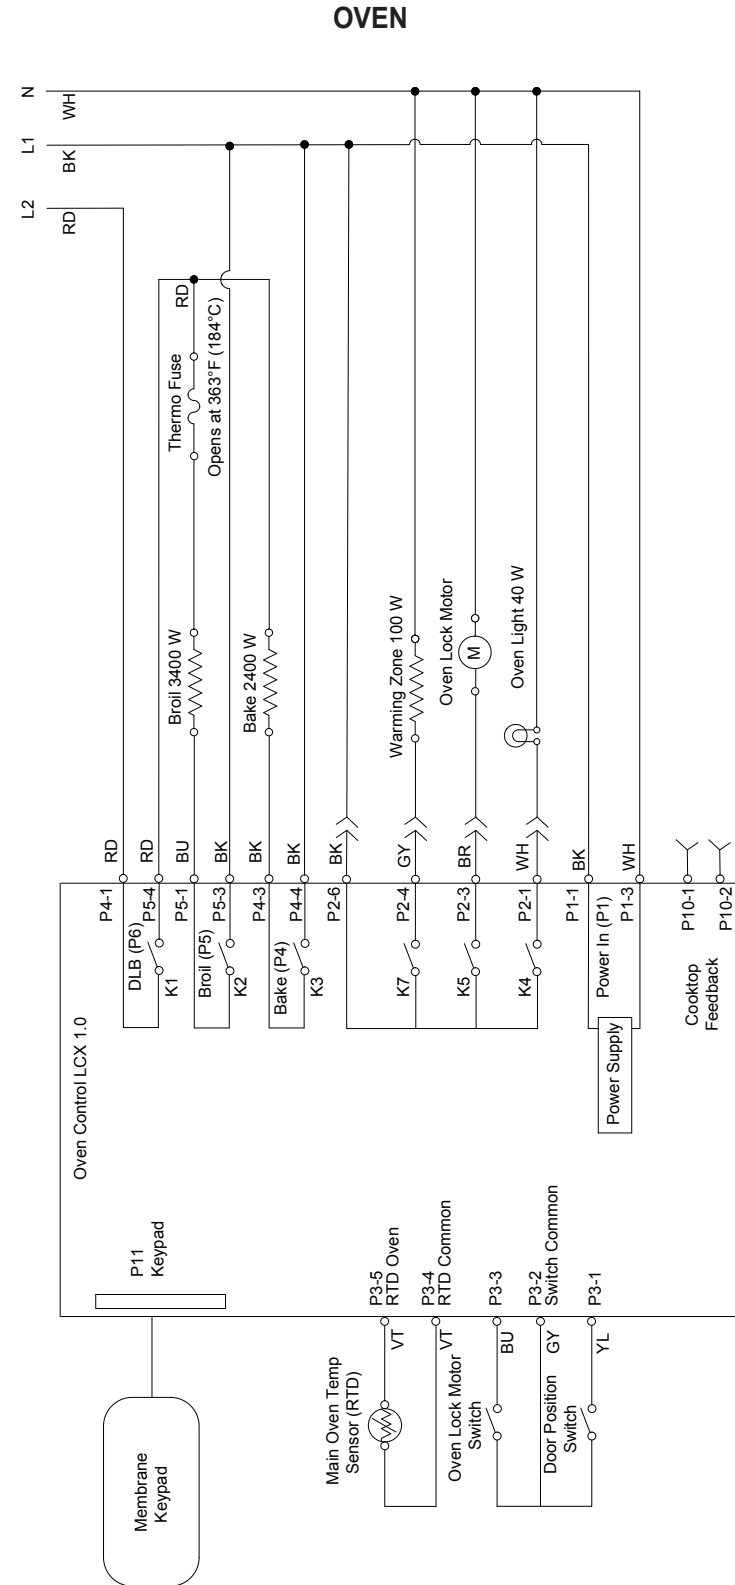 OVEN
N
WH
L1
BK
L2
RD
RD
Thermo Fuse
Opens at 363°F (184°C)
Broil 3400 W
Bake 2400 W
Warming Zone 100 W
Oven Lock Motor
M
Oven Light 40 W
RD
RD
BU
BK
BK
BK
BK
GY
BR
WH
BK
WH
P4-1
P5-4
P5-1
P5-3
P4-3
P4-4
P2-6
P2-4
P2-3
P2-1
P1-1
P1-3
P10-1
P10-2
DLB (P6)
K1
Broil (P5)
K2
Bake (P4)
K3
K7
K5
K4
Power In (P1)
Power Supply
Cooktop
Feedback
Oven Control LCX 1.0
P11
Keypad
P3-5
RTD Oven
P3-4
RTD Common
P3-3
P3-2
Switch Common
P3-1
VT
VT
BU
GY
YL
Main Oven Temp
Sensor (RTD)
Oven Lock Motor
Switch
Door Position
Switch
Membrane
Keypad